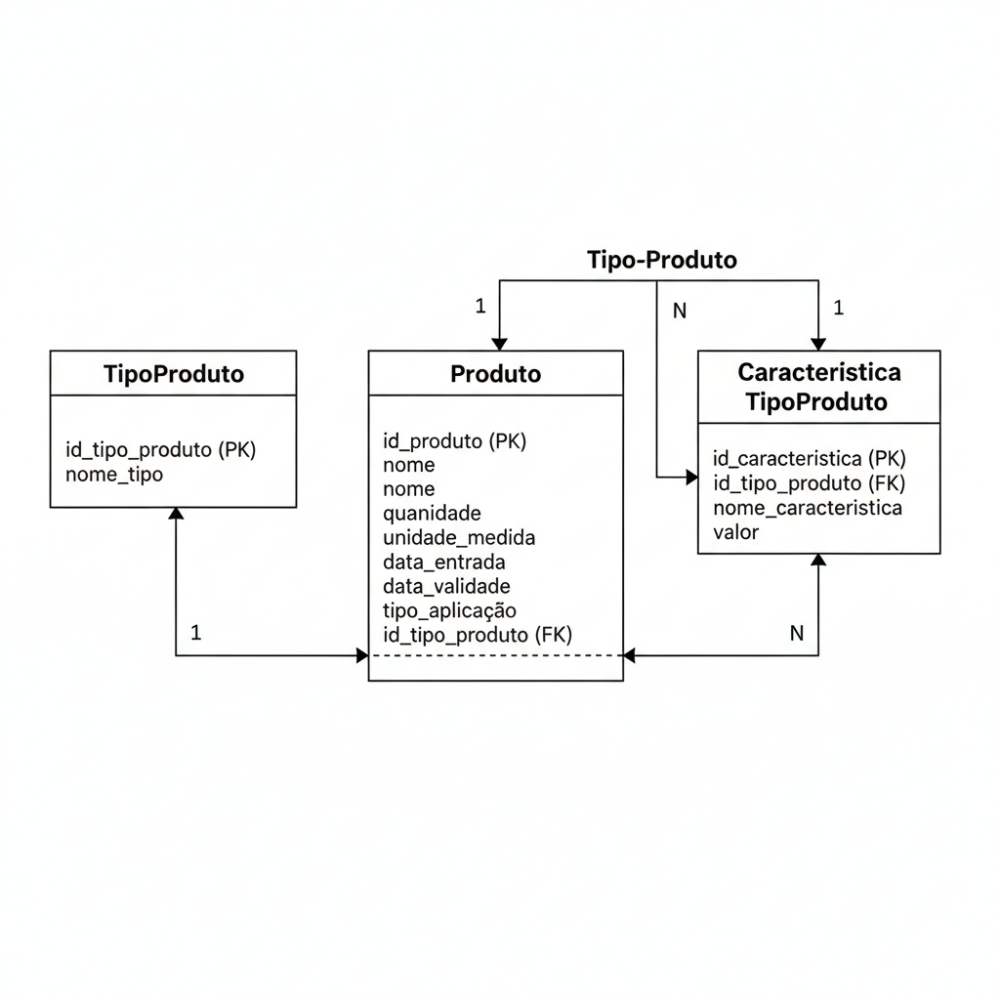 Tipo-Produto
1
N
1
TipoProduto
id_tipo_produto (PK)
nome_tipo
1
Produto
id_produto (PK)
nome
nome
quanidade
unidade_medida
data_entrada
data_validade
tipo_aplicação
id_tipo_produto (FK)
Caracteristica
TipoProduto
id_caracteristica (PK)
id_tipo_produto (FK)
nome_caracteristica
valor
N